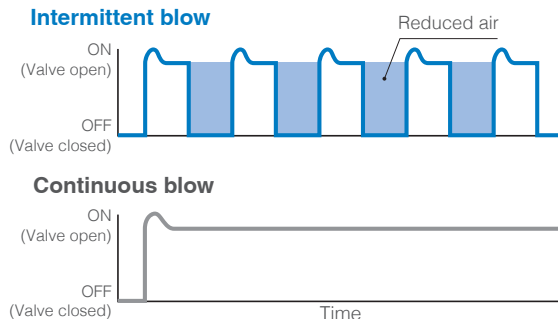 Intermittent blow
Reduced air
ON
(Valve open)
OFF
(Valve closed)
Continuous blow
ON
(Valve open)
OFF
(Valve closed)
Time